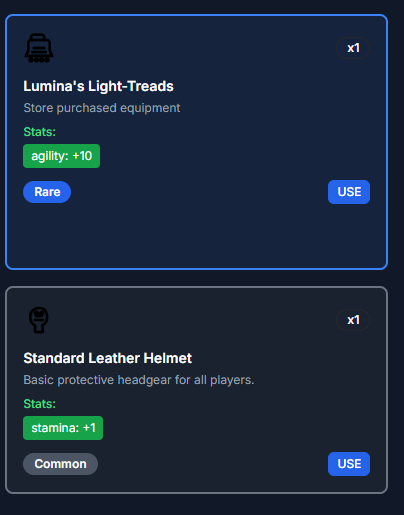 x1
Lumina's Light-Treads
Store purchased equipment
Stats:
agility: +10
Rare
USE
x1
Standard Leather Helmet
Basic protective headgear for all players.
Stats:
stamina: +1
Common
USE